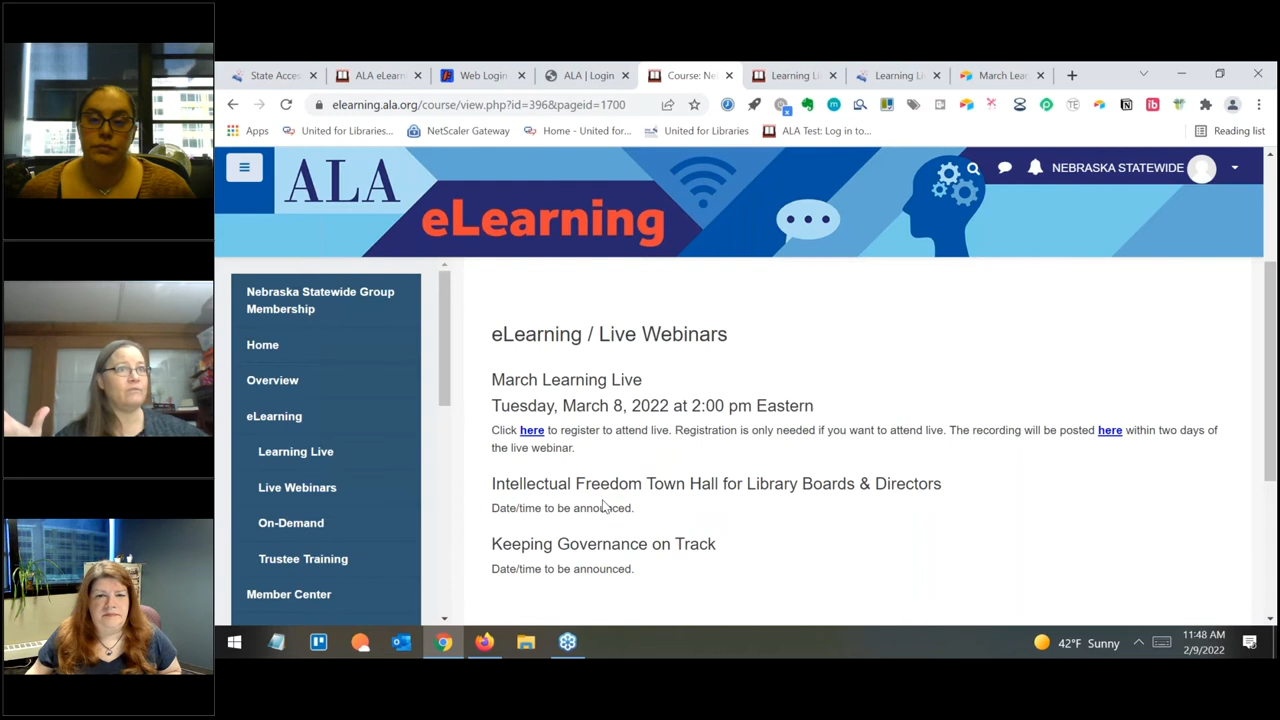 State Acces
ALA eLearn
Web Login
ALA | Login
Course: Ne
Learning Li
Learning Li
March Lear
elearning.ala.org/course/view.php?id=396&pageid=1700
Apps
United for Libraries...
NetScaler Gateway
Home - United for...
United for Libraries
ALA Test: Log in to...
Reading list
ALA
eLearning
NEBRASKA STATEWIDE
Nebraska Statewide Group
Membership
Home
Overview
eLearning
Learning Live
Live Webinars
On-Demand
Trustee Training
Member Center
eLearning / Live Webinars
March Learning Live
Tuesday, March 8, 2022 at 2:00 pm Eastern
Click here to register to attend live. Registration is only needed if you want to attend live. The recording will be posted here within two days of
the live webinar.
Intellectual Freedom Town Hall for Library Boards & Directors
Date/time to be announced.
Keeping Governance on Track
Date/time to be announced.
42°F Sunny
11:48 AM
2/9/2022